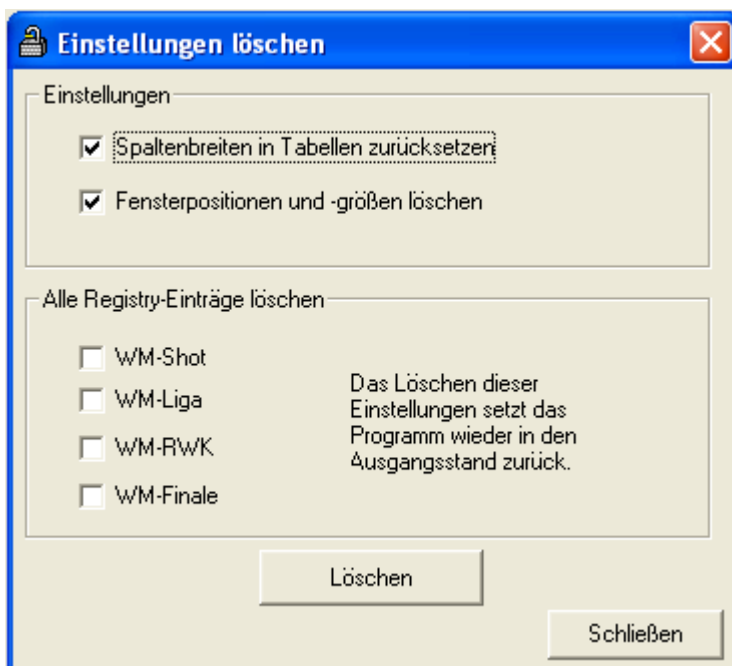 Einstellungen löschen
Einstellungen
Spaltenbreiten in Tabellen zurücksetzen
Fensterpositionen und -größen löschen
Alle Registry-Einträge löschen
WM-Shot
WM-Liga
WM-RWK
WM-Finale
Das Löschen dieser
Einstellungen setzt das
Programm wieder in den
Ausgangsstand zurück.
Löschen
Schließen